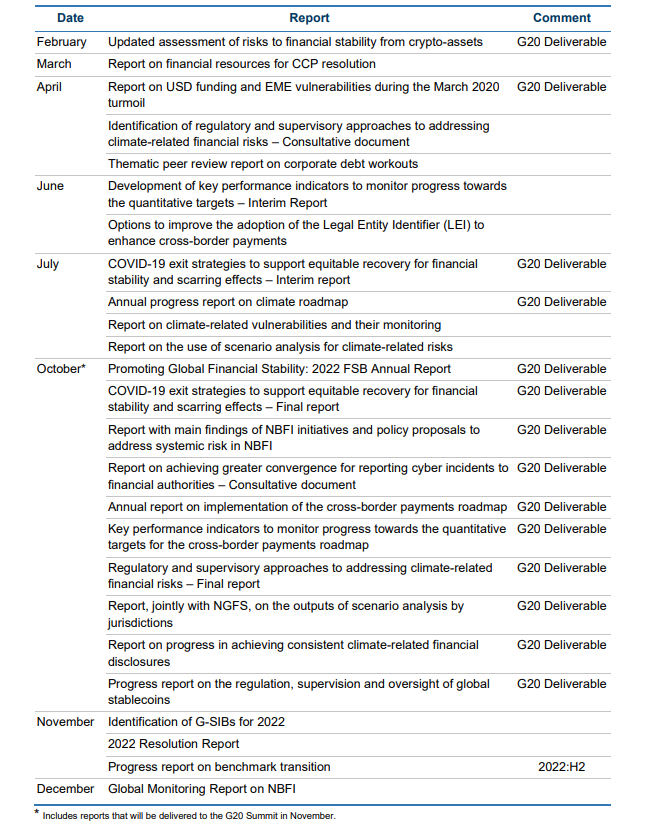 Date Report Comment
February Updated assessment of risks to financial stability from crypto-assets G20 Deliverable
March Report on financial resources for CCP resolution
April Report on USD funding and EME vulnerabilities during the March 2020 G20 Deliverable
turmoil
Identification of regulatory and supervisory approaches to addressing
climate-related financial risks – Consultative document
Thematic peer review report on corporate debt workouts
June Development of key performance indicators to monitor progress towards
the quantitative targets – Interim Report
Options to improve the adoption of the Legal Entity Identifier (LEI) to
enhance cross-border payments
July COVID-19 exit strategies to support equitable recovery for financial G20 Deliverable
stability and scarring effects – Interim report
Annual progress report on climate roadmap G20 Deliverable
Report on climate-related vulnerabilities and their monitoring
Report on the use of scenario analysis for climate-related risks
October* Promoting Global Financial Stability: 2022 FSB Annual Report G20 Deliverable
COVID-19 exit strategies to support equitable recovery for financial G20 Deliverable
stability and scarring effects – Final report
Report with main findings of NBFI initiatives and policy proposals to G20 Deliverable
address systemic risk in NBFI
Report on achieving greater convergence for reporting cyber incidents to G20 Deliverable
financial authorities – Consultative document
Annual report on implementation of the cross-border payments roadmap G20 Deliverable
Key performance indicators to monitor progress towards the quantitative G20 Deliverable
targets for the cross-border payments roadmap
Regulatory and supervisory approaches to addressing climate-related G20 Deliverable
financial risks – Final report
Report, jointly with NGFS, on the outputs of scenario analysis by G20 Deliverable
jurisdictions
Report on progress in achieving consistent climate-related financial G20 Deliverable
disclosures
Progress report on the regulation, supervision and oversight of global G20 Deliverable
stablecoins
November Identification of G-SIBs for 2022
2022 Resolution Report
Progress report on benchmark transition 2022:H2
December Global Monitoring Report on NBFI
* Includes reports that will be delivered to the G20 Summit in November.